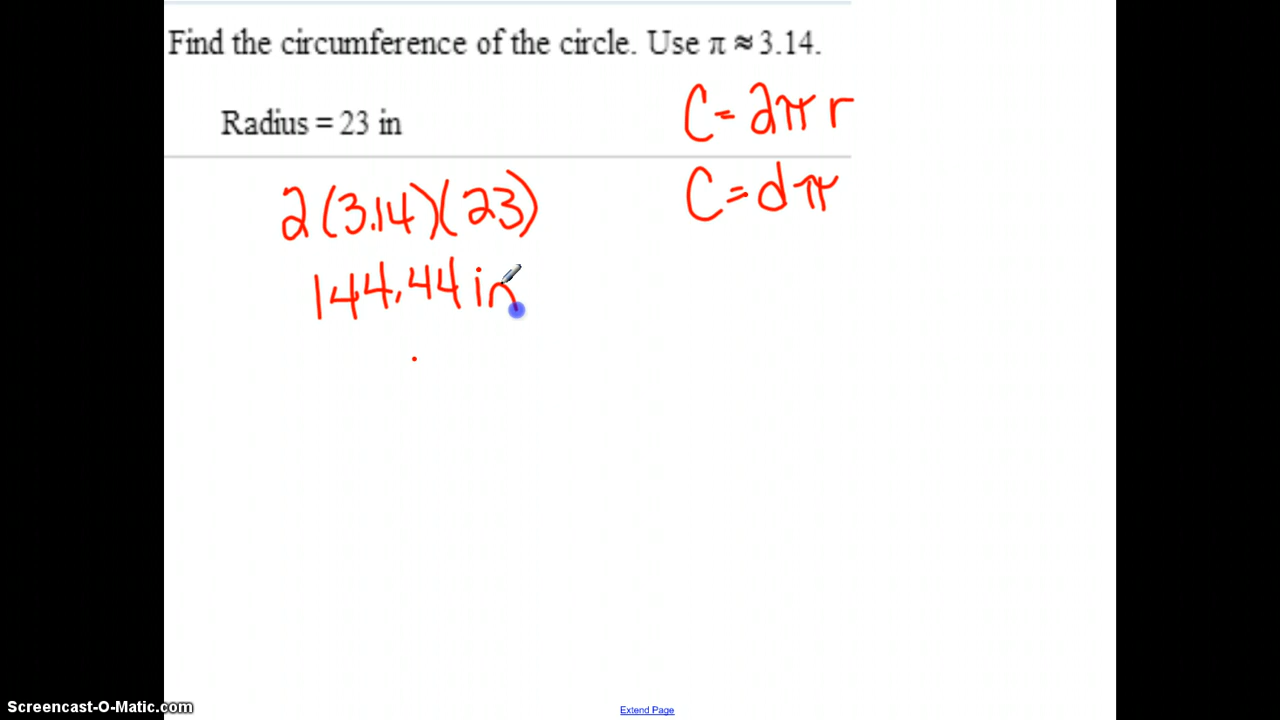 Find the circumference of the circle. Use π ≈ 3.14.
Radius = 23 in
C = 2πr
C = dπ
2(3.14)(23)
144.44 in
Extend Page
Screencast-O-Matic.com